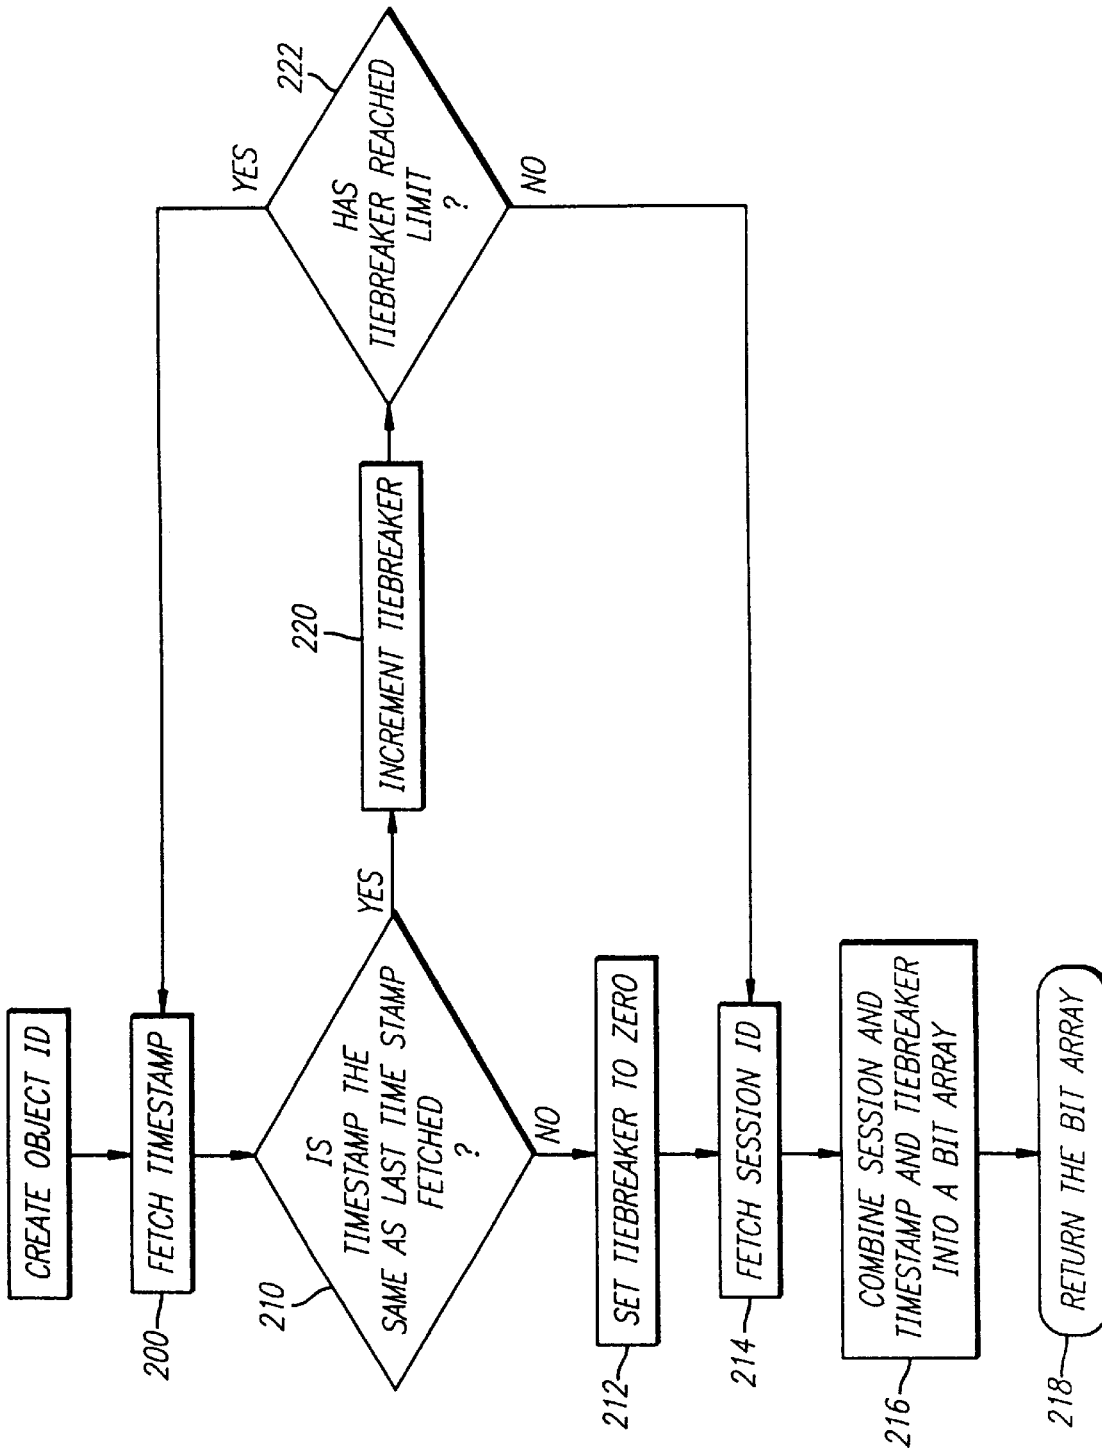 CREATE OBJECT ID
FETCH TIMESTAMP
200
IS
TIMESTAMP THE
SAME AS LAST TIME STAMP
FETCHED
?
210
YES
NO
INCREMENT TIEBREAKER
220
HAS
TIEBREAKER REACHED
LIMIT
?
222
YES
NO
SET TIEBREAKER TO ZERO
212
FETCH SESSION ID
214
COMBINE SESSION AND
TIMESTAMP AND TIEBREAKER
INTO A BIT ARRAY
216
RETURN THE BIT ARRAY
218